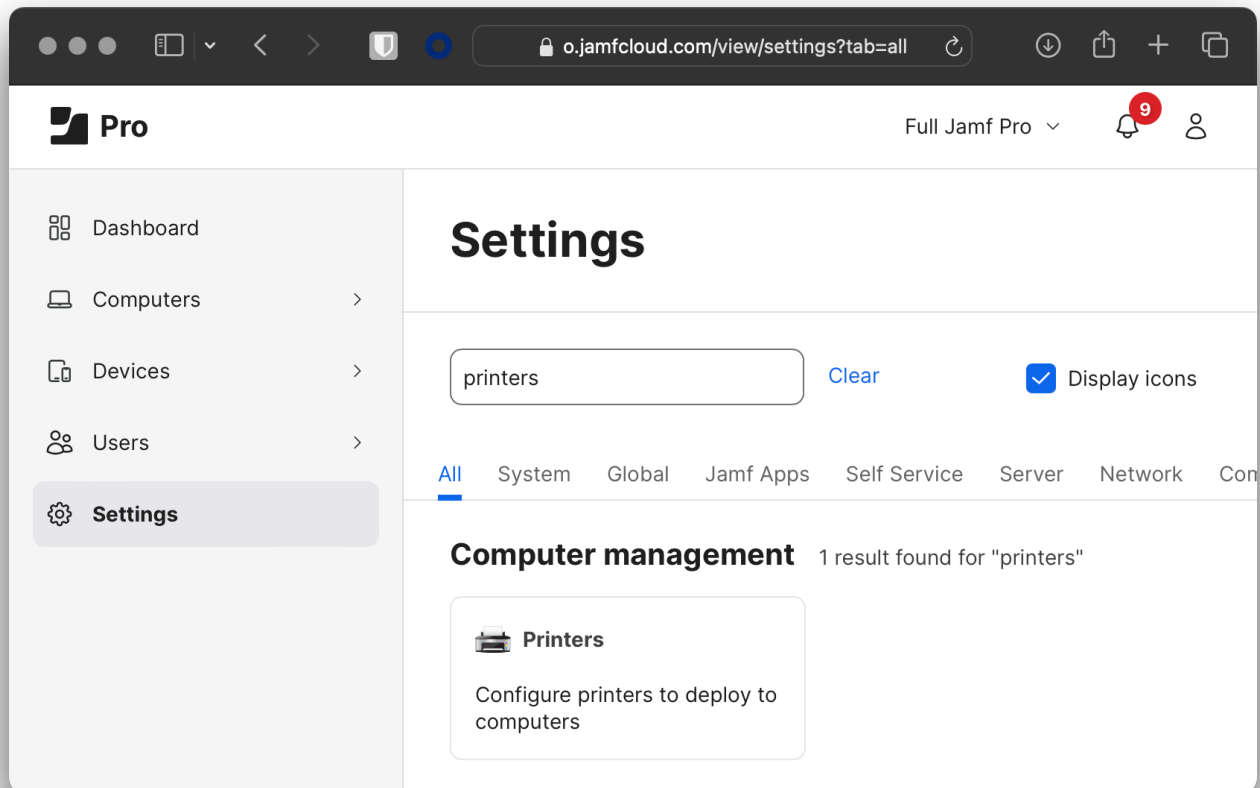 o.jamfcloud.com/view/settings?tab=all
Pro
Full Jamf Pro
9
Dashboard
Computers
Devices
Users
Settings
Settings
printers
Clear
Display icons
All System Global Jamf Apps Self Service Server Network Com
Computer management 1 result found for "printers"
Printers
Configure printers to deploy to
computers